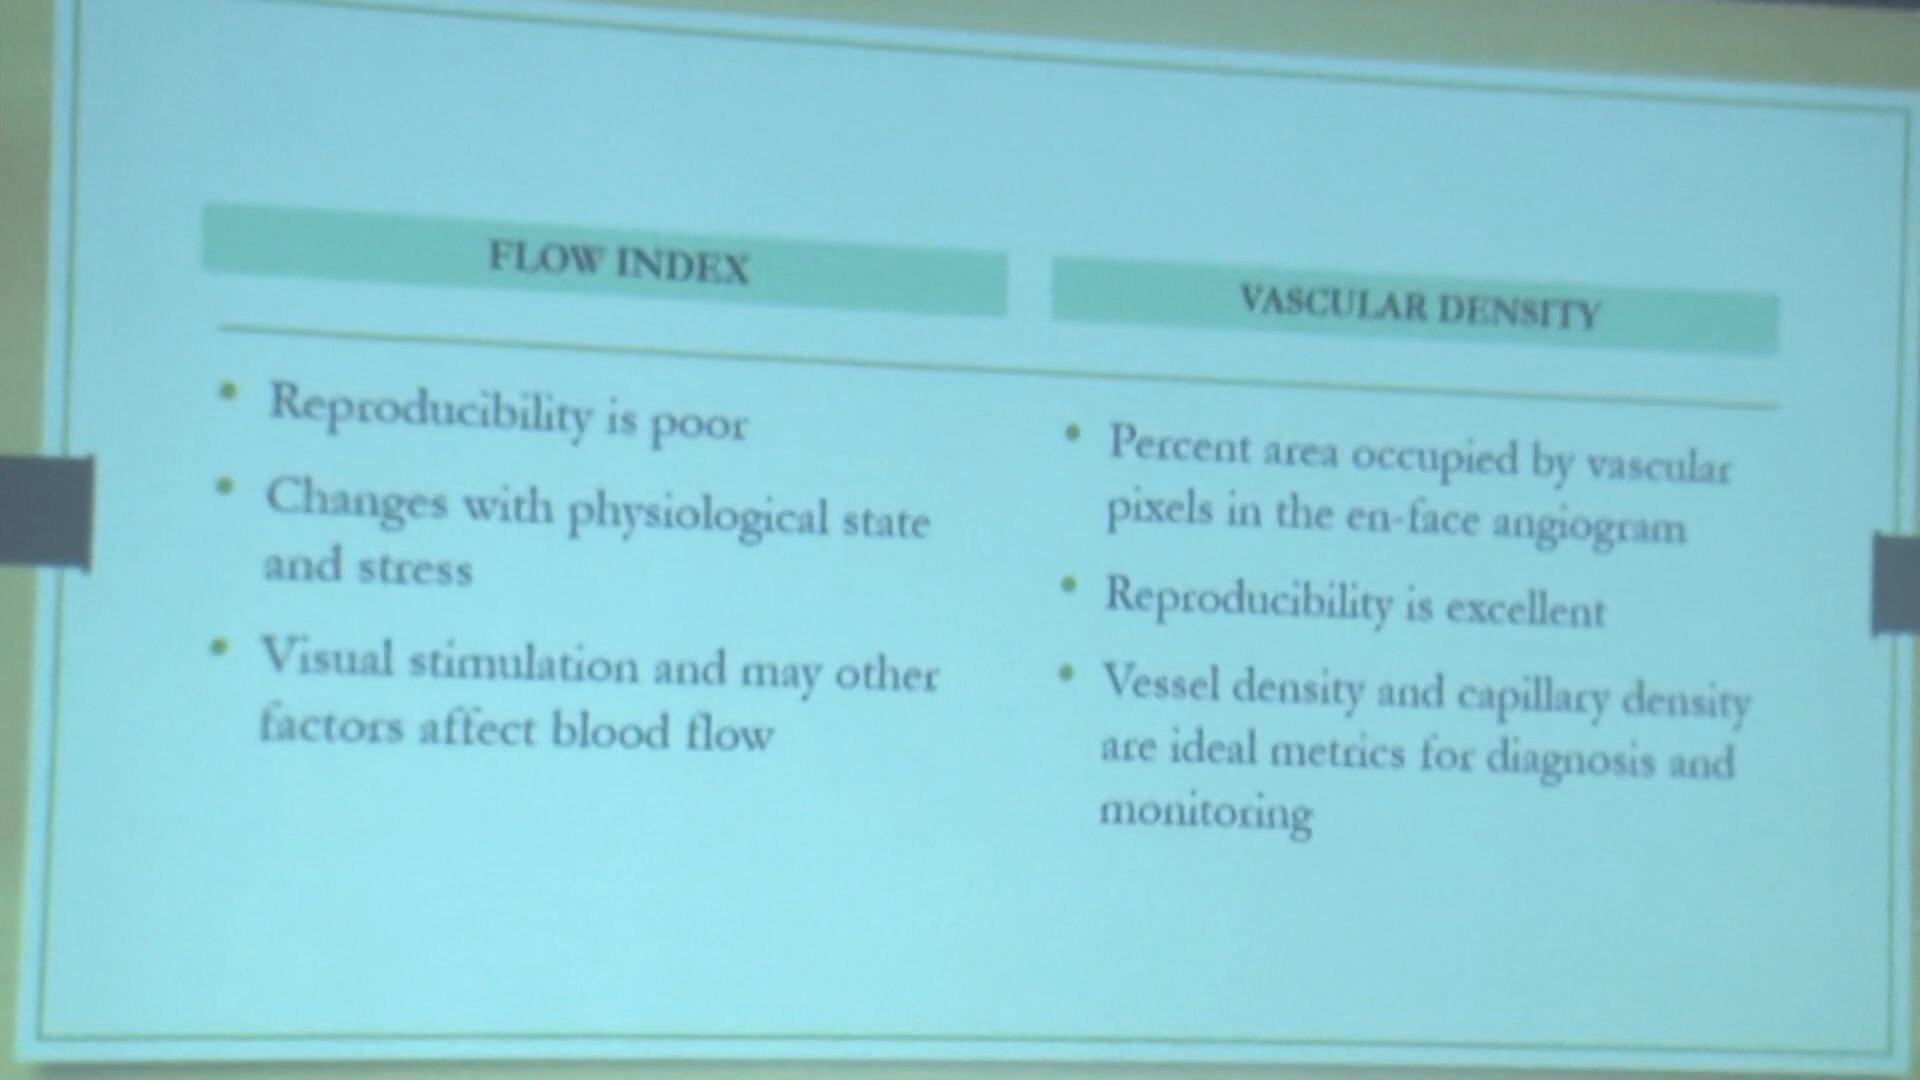 FLOW INDEX
• Reproducibility is poor
• Changes with physiological state
and stress
• Visual stimulation and may other
factors affect blood flow
VASCULAR DENSITY
• Percent area occupied by vascular
pixels in the en-face angiogram
• Reproducibility is excellent
• Vessel density and capillary density
are ideal metrics for diagnosis and
monitoring